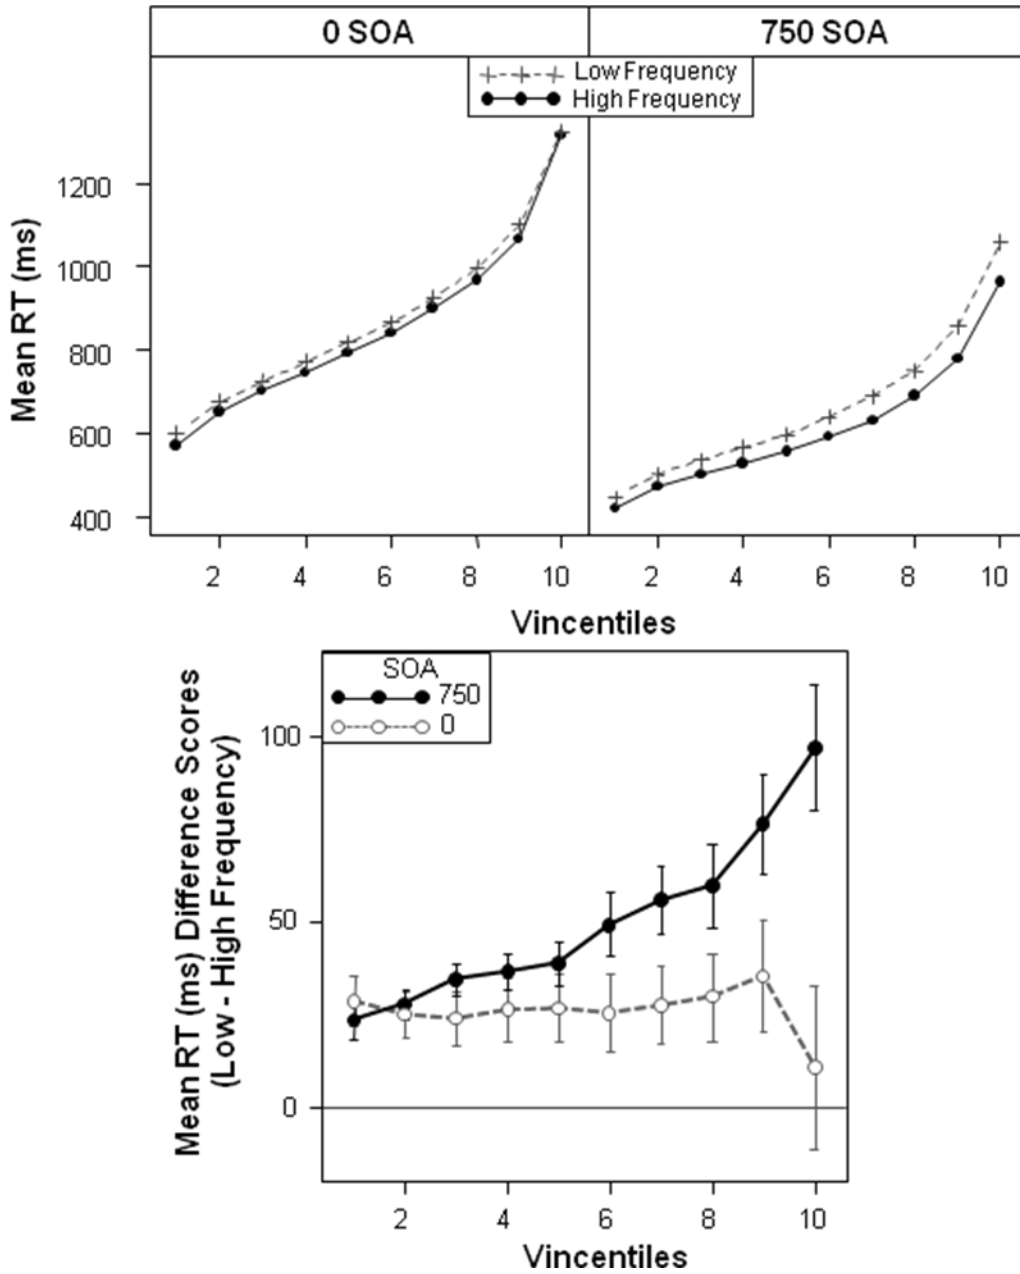 0 SOA
750 SOA
Low Frequency
High Frequency
Mean RT (ms)
1200
1000
800
600
400
2 4 6 8 10
2 4 6 8 10
Vincentiles
SOA
750
0
Mean RT (ms) Difference Scores
(Low - High Frequency)
100
50
0
2 4 6 8 10
Vincentiles